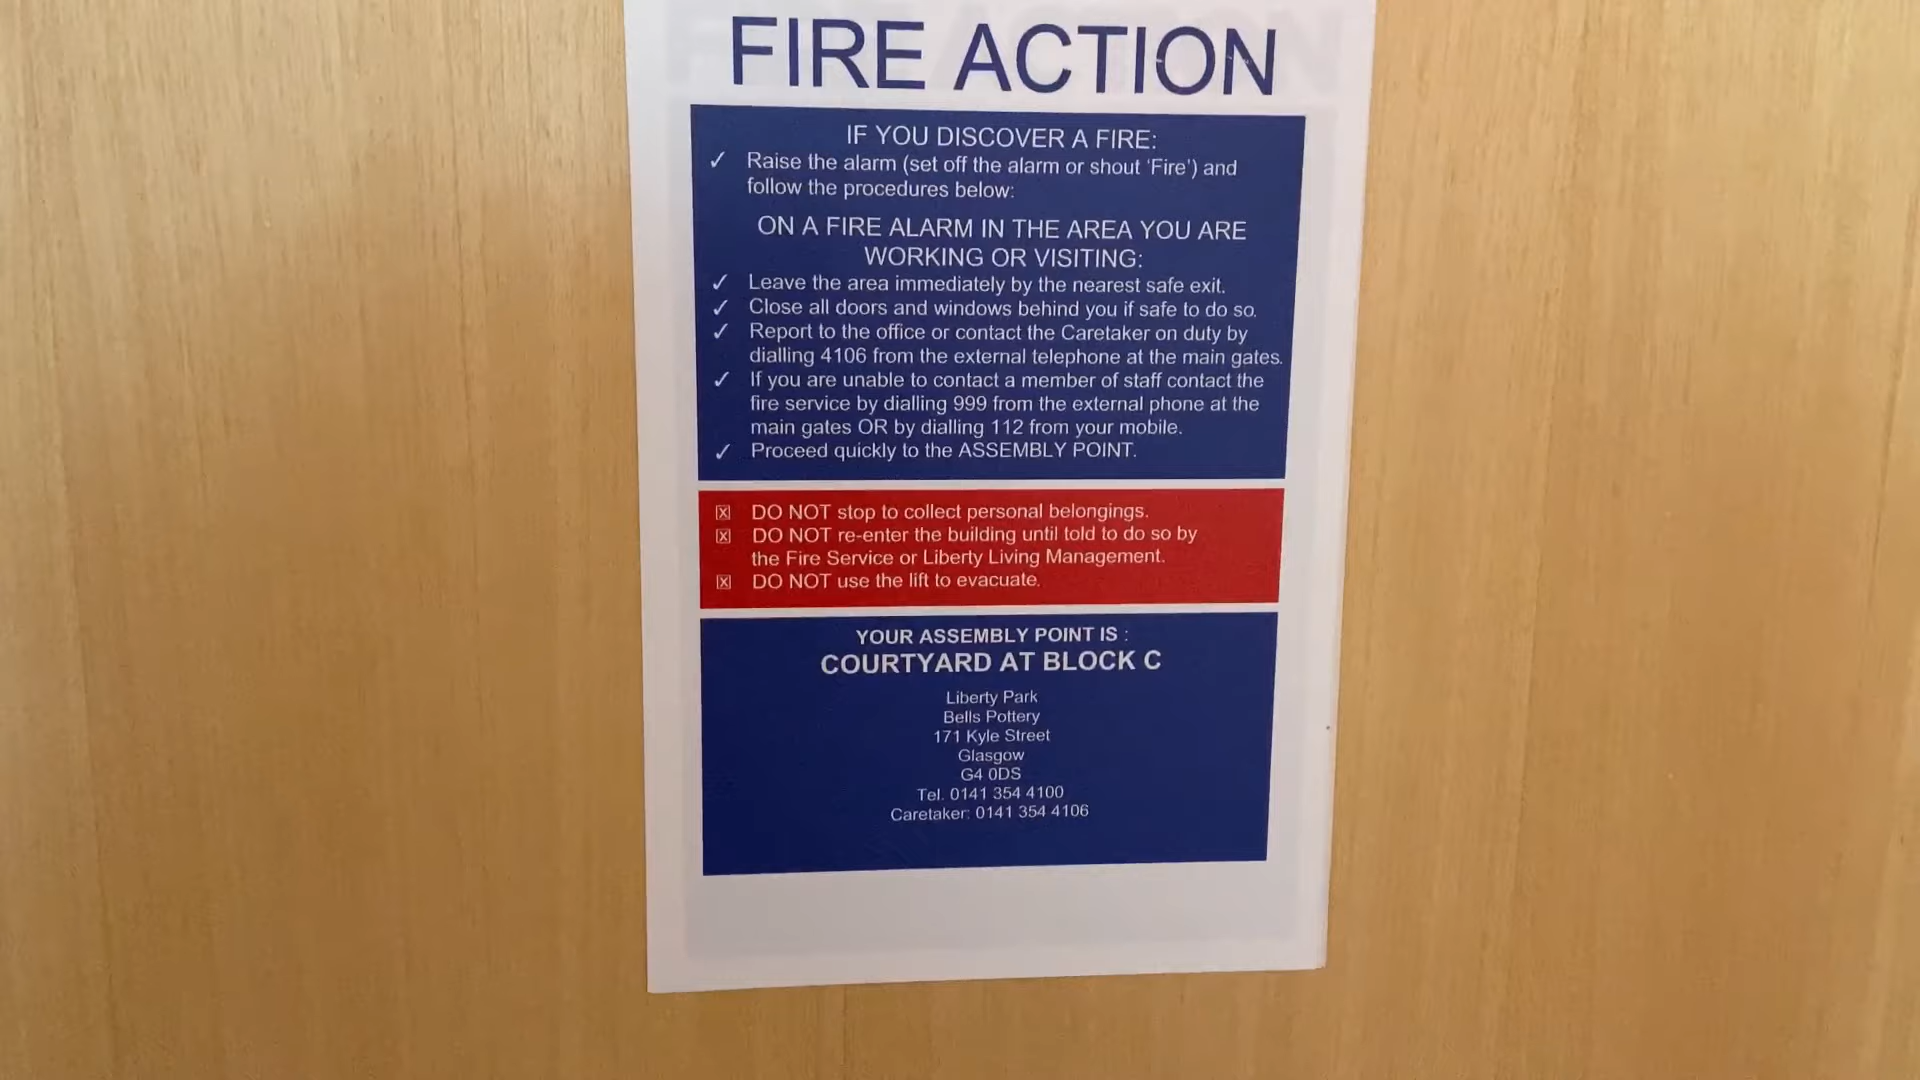 FIRE ACTION
IF YOU DISCOVER A FIRE:
✓ Raise the alarm (set off the alarm or shout ‘Fire’) and
follow the procedures below:
ON A FIRE ALARM IN THE AREA YOU ARE
WORKING OR VISITING:
✓ Leave the area immediately by the nearest safe exit.
✓ Close all doors and windows behind you if safe to do so.
✓ Report to the office or contact the Caretaker on duty by
dialling 4106 from the external telephone at the main gates.
✓ If you are unable to contact a member of staff contact the
fire service by dialling 999 from the external phone at the
main gates OR by dialling 112 from your mobile.
✓ Proceed quickly to the ASSEMBLY POINT.
☒ DO NOT stop to collect personal belongings.
☒ DO NOT re-enter the building until told to do so by
the Fire Service or Liberty Living Management.
☒ DO NOT use the lift to evacuate.
YOUR ASSEMBLY POINT IS :
COURTYARD AT BLOCK C
Liberty Park
Bells Pottery
171 Kyle Street
Glasgow
G4 0DS
Tel. 0141 354 4100
Caretaker: 0141 354 4106